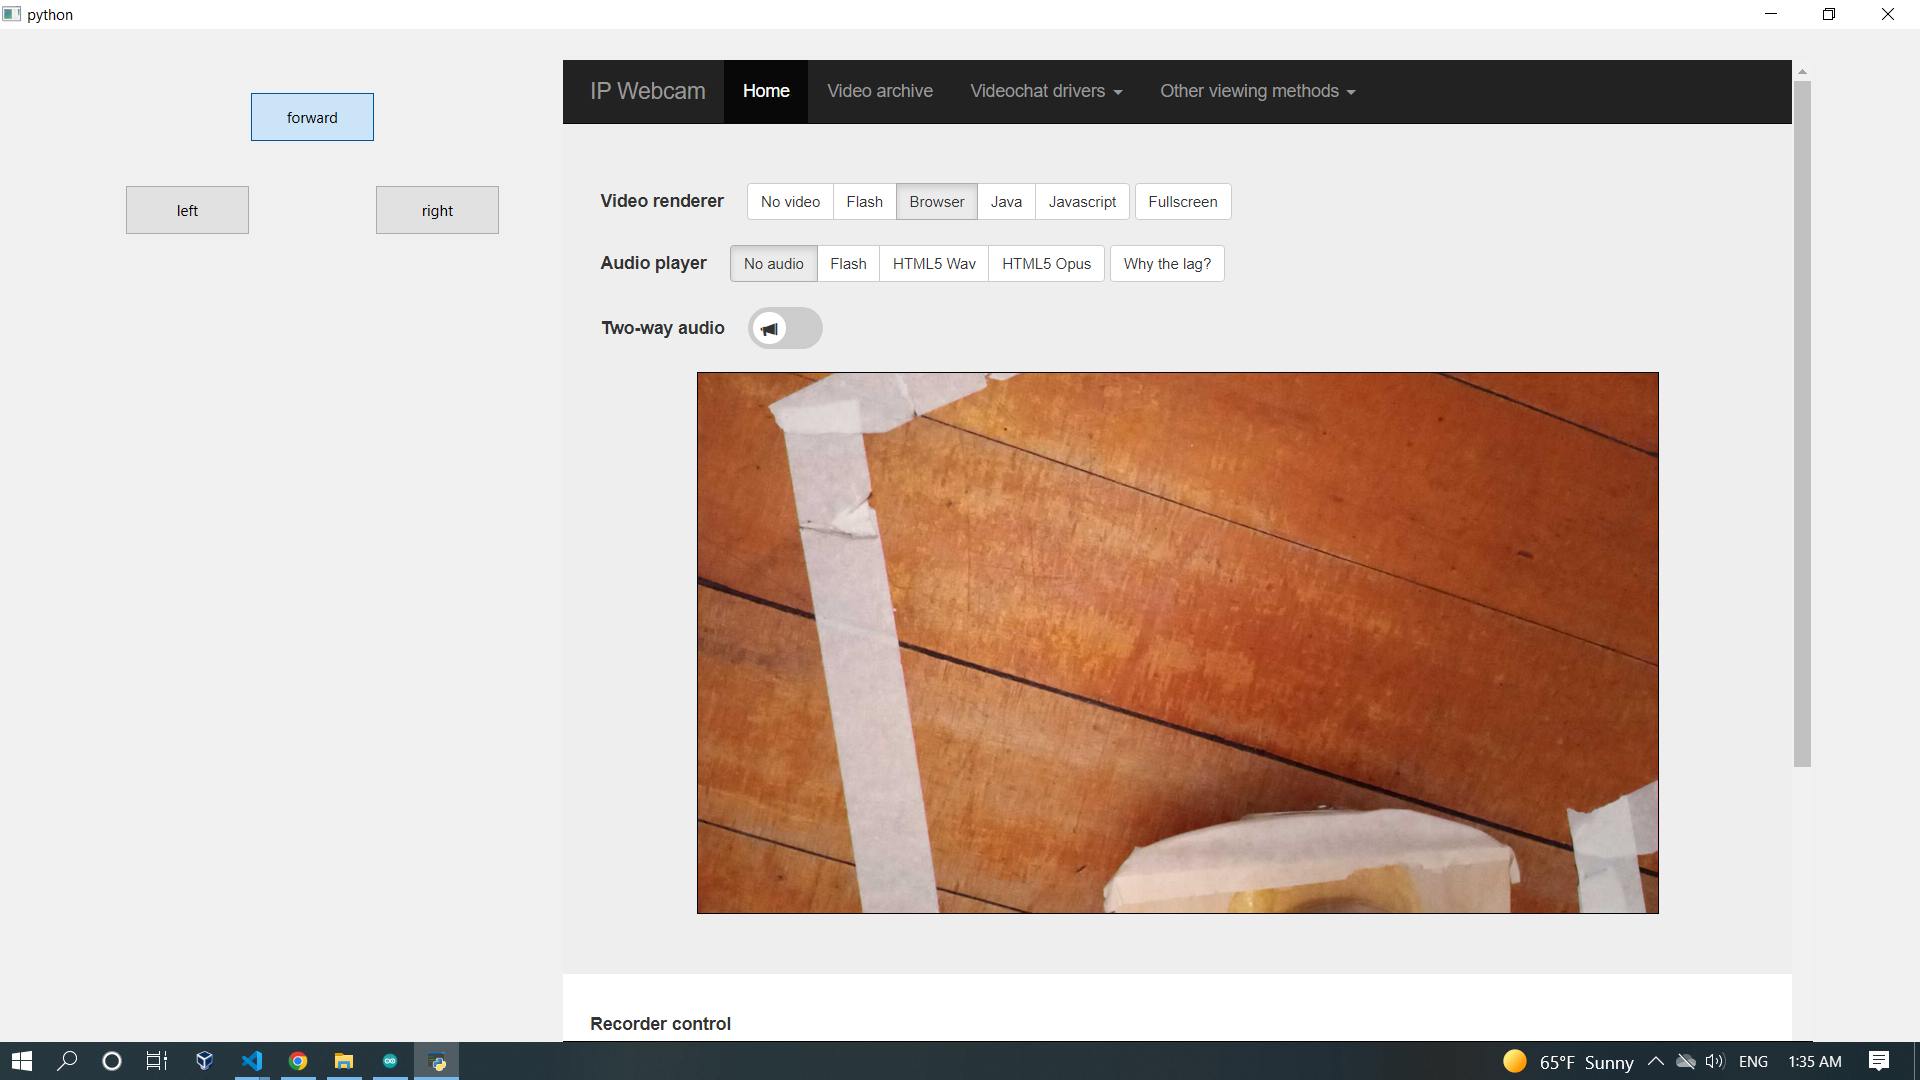 python
forward
left right
IP Webcam Home Video archive Videochat drivers Other viewing methods
Video renderer No video Flash Browser Java Javascript Fullscreen
Audio player No audio Flash HTML5 Wav HTML5 Opus Why the lag?
Two-way audio
Recorder control
65°F Sunny ENG 1:35 AM